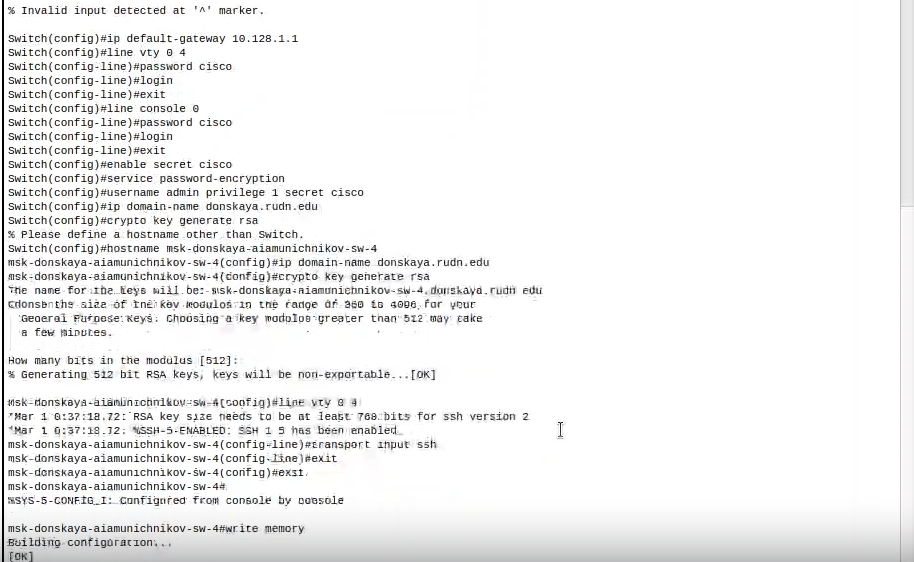 % Invalid input detected at '^' marker.
Switch(config)#ip default-gateway 10.128.1.1
Switch(config)#line vty 0 4
Switch(config-line)#password cisco
Switch(config-line)#login
Switch(config-line)#exit
Switch(config)#line console 0
Switch(config-line)#password cisco
Switch(config-line)#login
Switch(config-line)#exit
Switch(config)#enable secret cisco
Switch(config)#service password-encryption
Switch(config)#username admin privilege 1 secret cisco
Switch(config)#ip domain-name donskaya.rudn.edu
Switch(config)#crypto key generate rsa
% Please define a hostname other than Switch.
Switch(config)#hostname msk-donskaya-aiamunichnikov-sw-4
msk-donskaya-aiamunichnikov-sw-4(config)#ip domain-name donskaya.rudn.edu
msk-donskaya-aiamunichnikov-sw-4(config)#crypto key generate rsa
The name for the keys will be: msk-donskaya-aiamunichnikov-sw-4.donskaya.rudn.edu
Choose the size of the key modulus in the range of 360 to 4096 for your
General Purpose Keys. Choosing a key modulus greater than 512 may take
a few minutes.
How many bits in the modulus [512]:
% Generating 512 bit RSA keys, keys will be non-exportable...[OK]
msk-donskaya-aiamunichnikov-sw-4(config)#line vty 0 4
*Mar 1 0:37:18.72: RSA key size needs to be at least 768 bits for ssh version 2
*Mar 1 0:37:18.72: %SSH-5-ENABLED: SSH 1.5 has been enabled
msk-donskaya-aiamunichnikov-sw-4(config-line)#transport input ssh
msk-donskaya-aiamunichnikov-sw-4(config-line)#exit
msk-donskaya-aiamunichnikov-sw-4(config)#exit
msk-donskaya-aiamunichnikov-sw-4#
%SYS-5-CONFIG_I: Configured from console by console
msk-donskaya-aiamunichnikov-sw-4#write memory
Building configuration...
[OK]